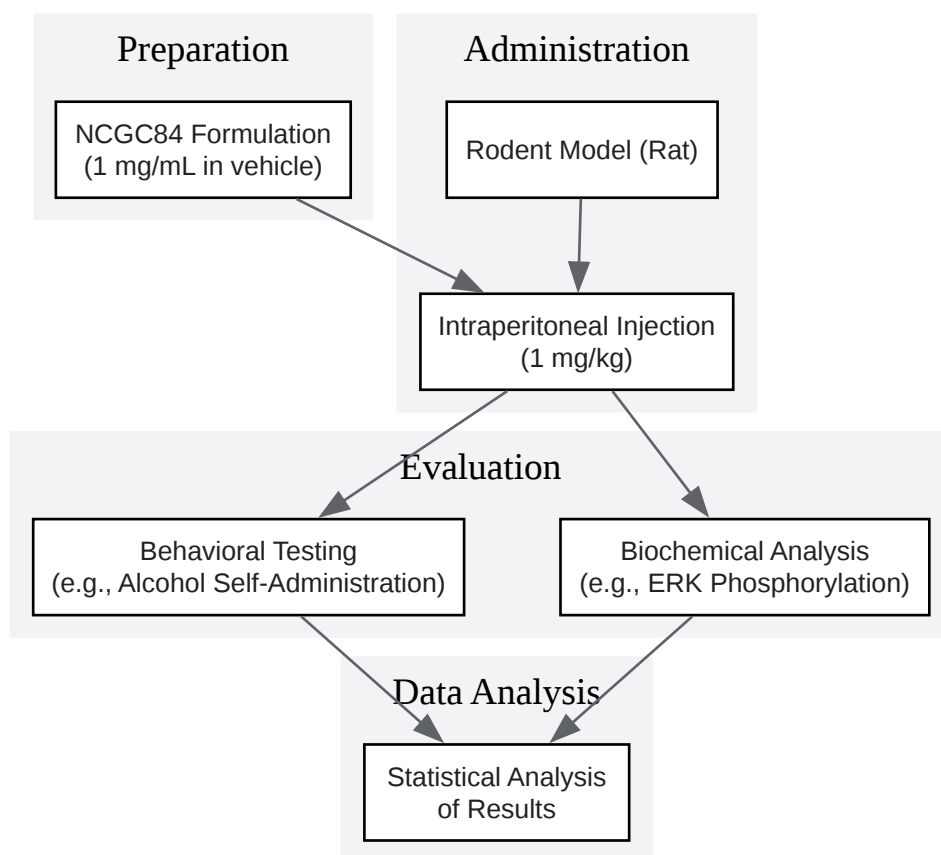 Preparation
NCGC84 Formulation
(1 mg/mL in vehicle)
Administration
Rodent Model (Rat)
Intraperitoneal Injection
(1 mg/kg)
Evaluation
Behavioral Testing
(e.g., Alcohol Self-Administration)
Biochemical Analysis
(e.g., ERK Phosphorylation)
Data Analysis
Statistical Analysis
of Results